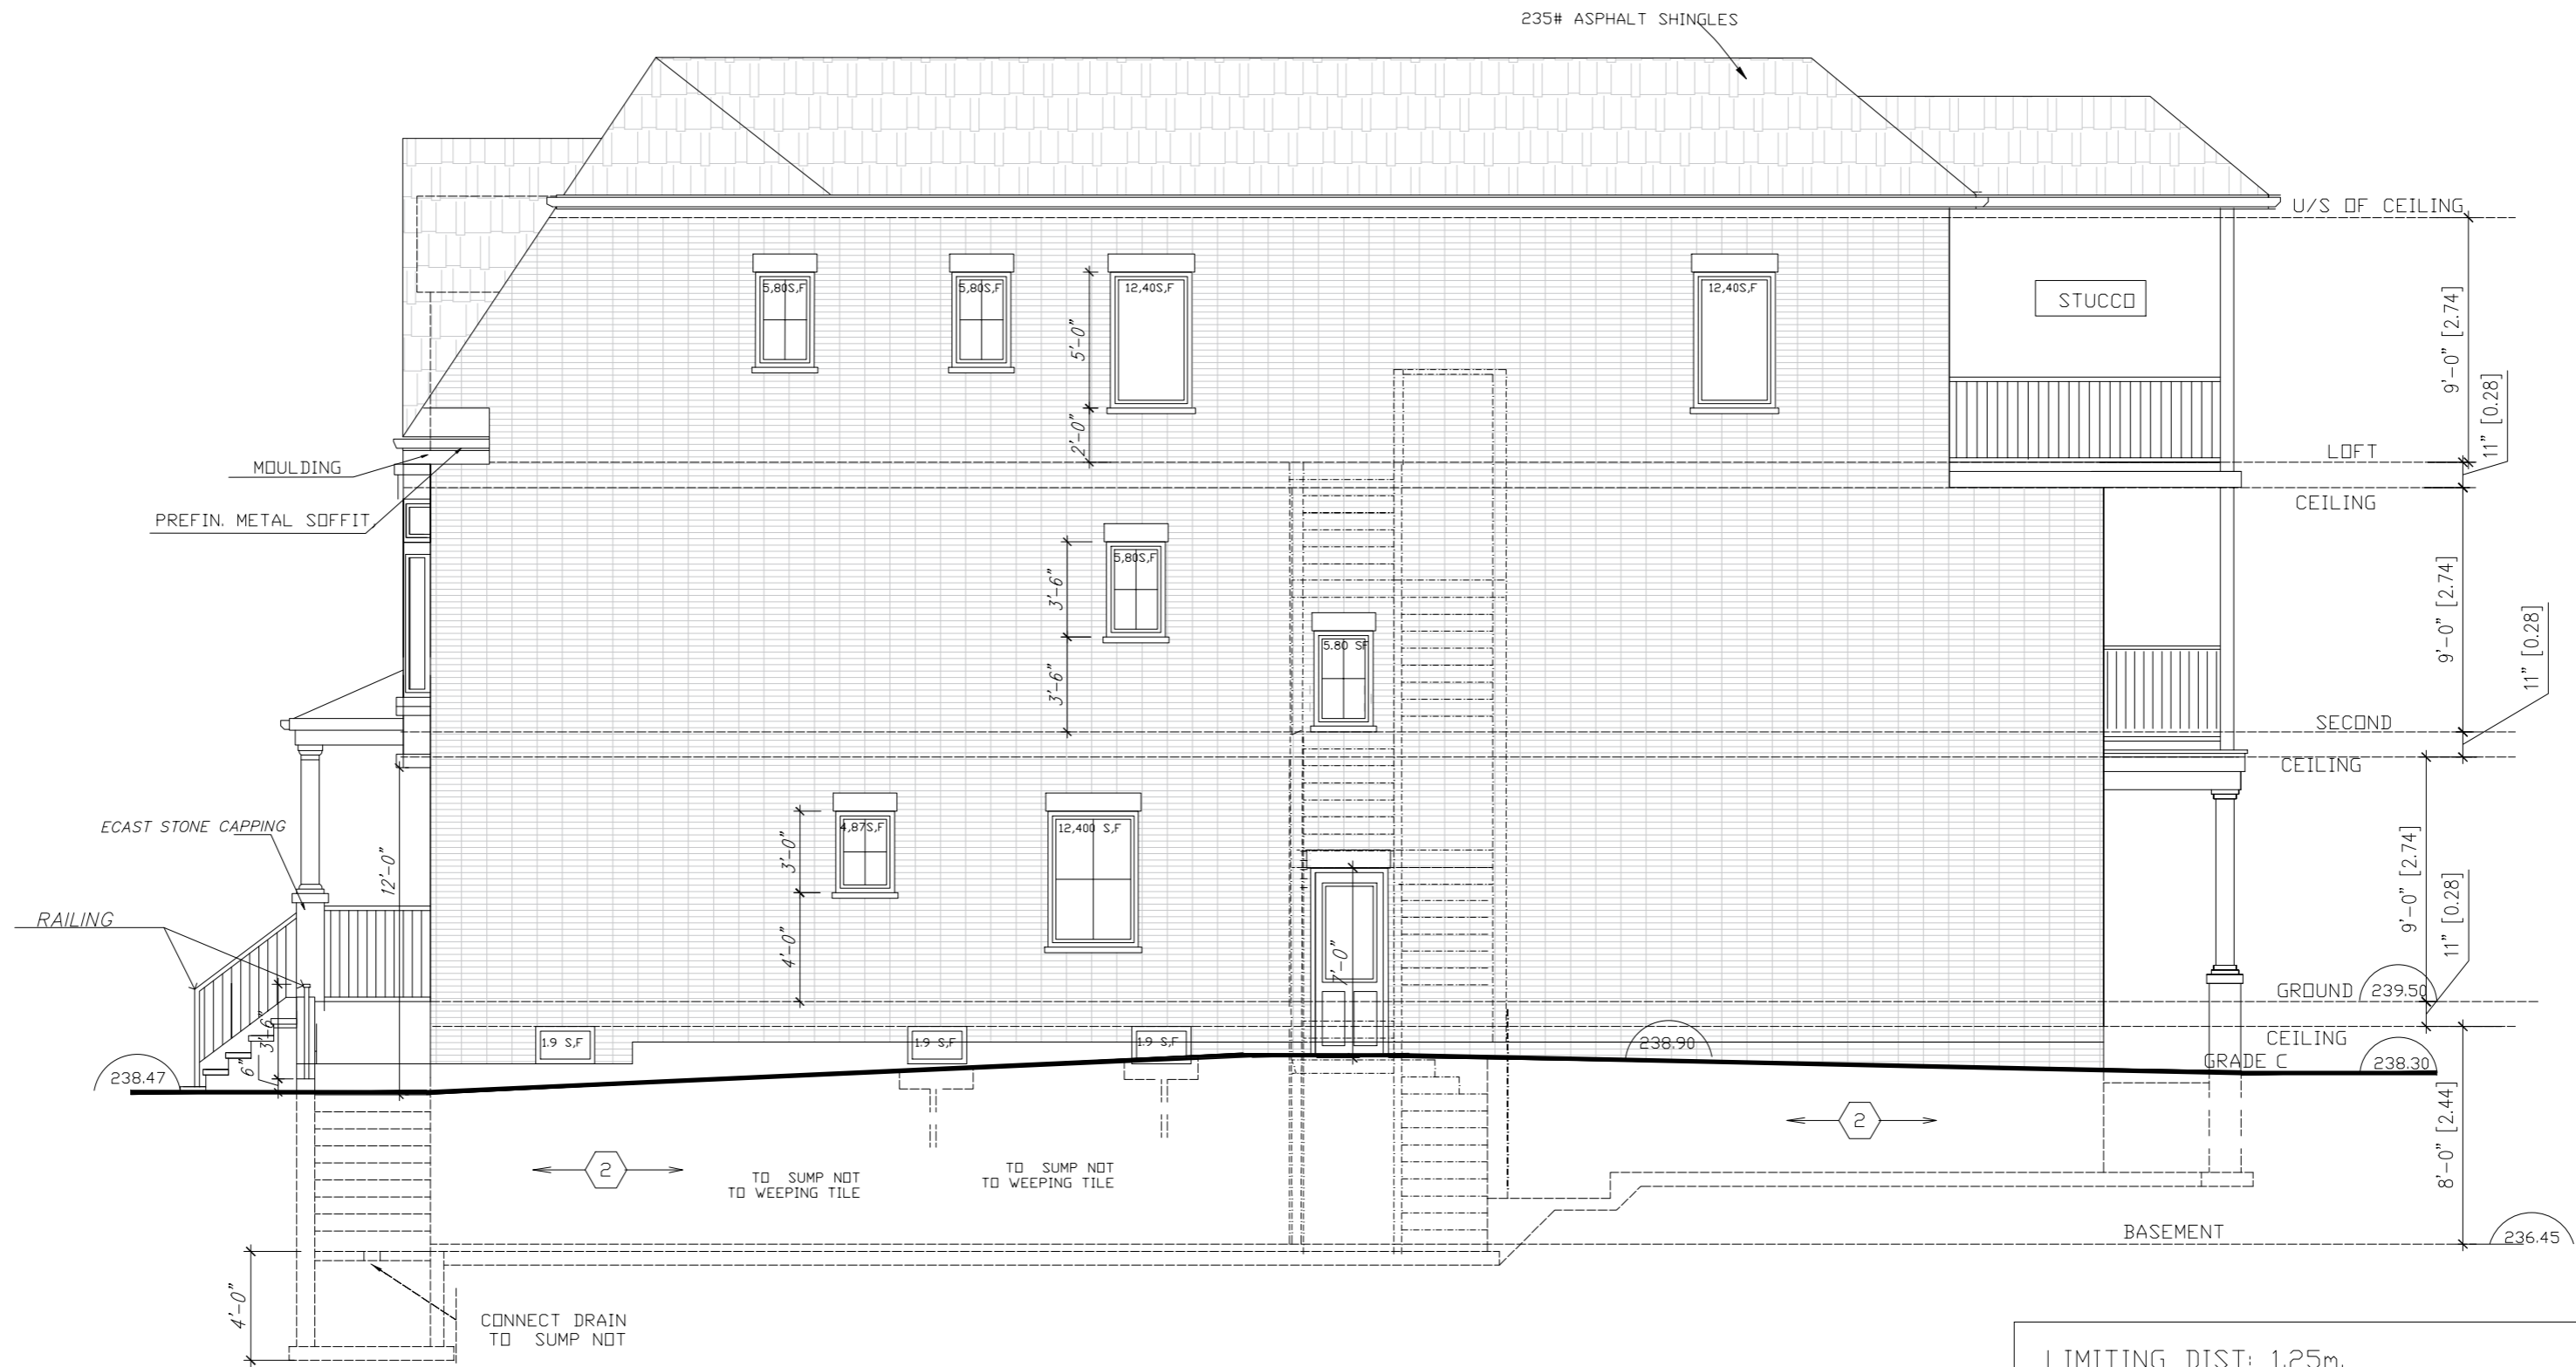 235# ASPHALT SHINGLES
U/S OF CEILING
5,80S,F
5,80S,F
12,40S,F
12,40S,F
STUCCO
5'-0"
9'-0" [2.74]
2'-0"
11" [0.28]
LOFT
MOULDING
CEILING
PREFIN. METAL SOFFIT.
5,80S,F
3'-6"
9'-0" [2.74]
5.80 SF
3'-6"
11" [0.28]
SECOND
CEILING
ECAST STONE CAPPING
4,87S,F
12,400 S,F
3'-0"
12'-0"
9'-0" [2.74]
RAILING
4'-0"
7'-0"
11" [0.28]
GROUND
239.50
3'-6"
6"
1.9 S,F
1.9 S,F
1.9 S,F
238.90
CEILING
GRADE C
238.30
238.47
2
2
8'-0" [2.44]
TO SUMP NOT
TO WEEPING TILE
TO SUMP NOT
TO WEEPING TILE
BASEMENT
236.45
4'-0"
CONNECT DRAIN
TO SUMP NOT
LIMITING DIST: 1.25m.